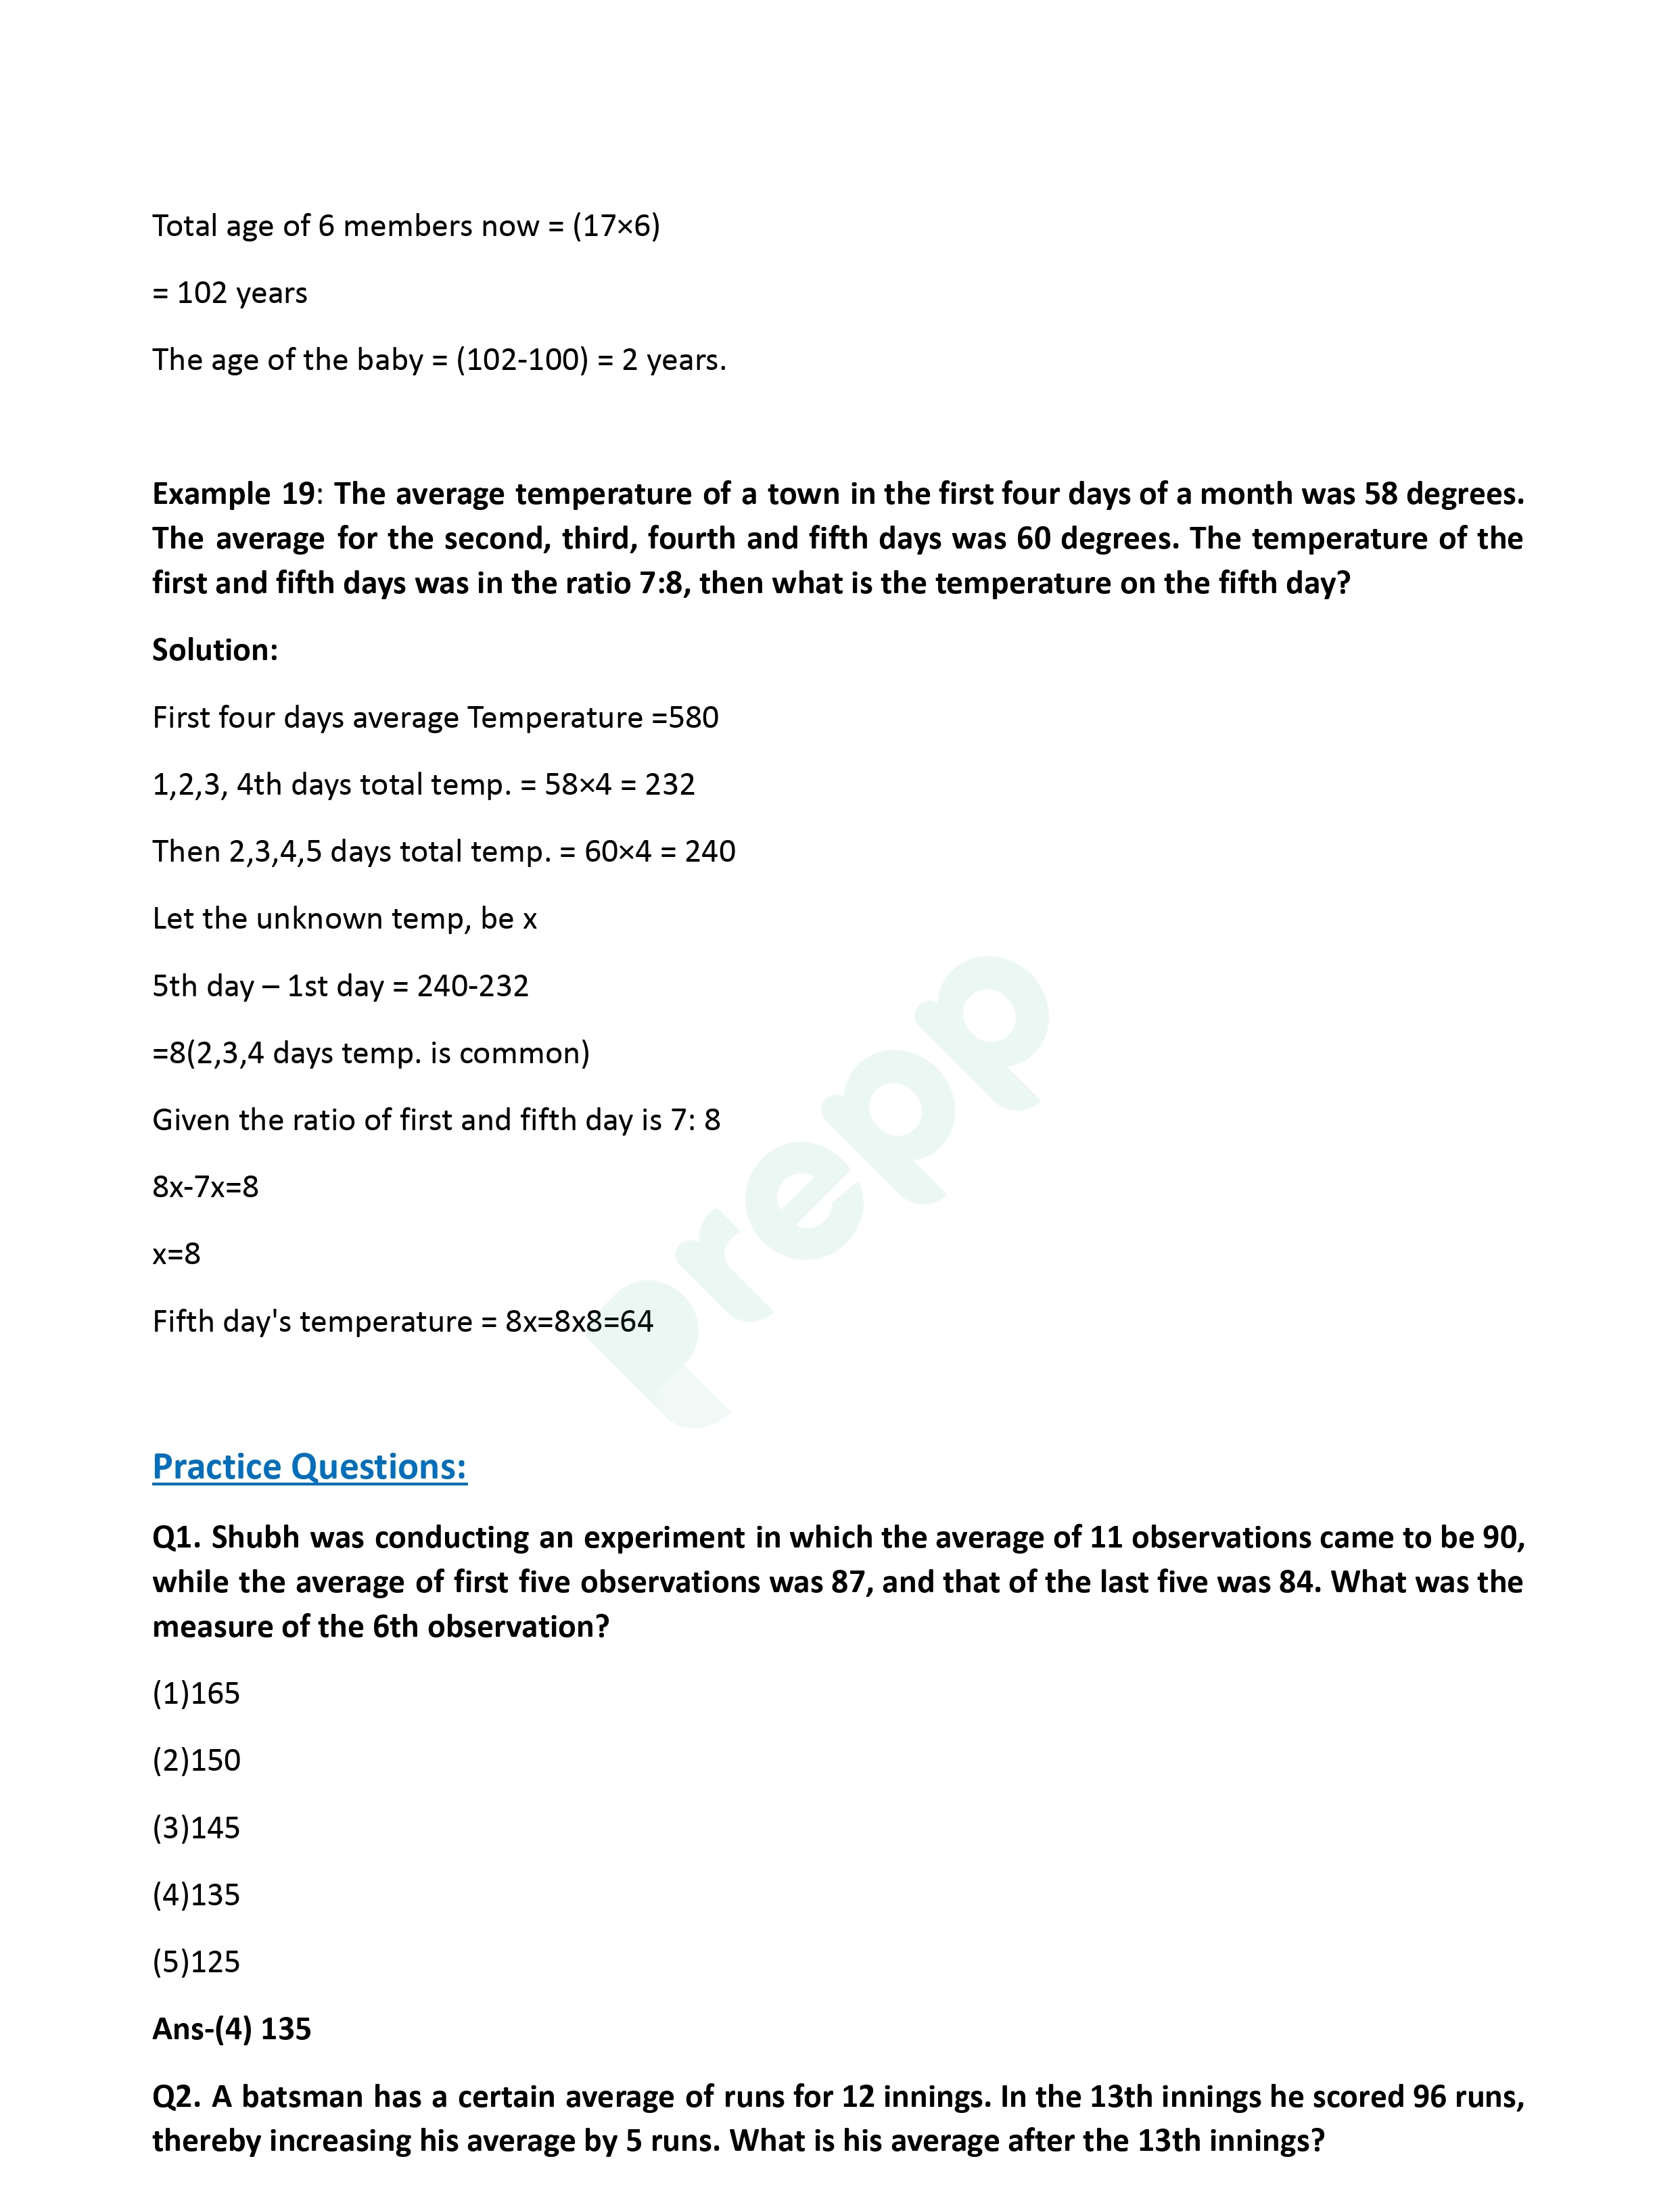 Total age of 6 members now = (17×6)
= 102 years
The age of the baby = (102-100) = 2 years.
Example 19: The average temperature of a town in the first four days of a month was 58 degrees.
The average for the second, third, fourth and fifth days was 60 degrees. The temperature of the
first and fifth days was in the ratio 7:8, then what is the temperature on the fifth day?
Solution:
First four days average Temperature =580
1,2,3, 4th days total temp. = 58×4 = 232
Then 2,3,4,5 days total temp. = 60×4 = 240
Let the unknown temp, be x
5th day – 1st day = 240-232
=8(2,3,4 days temp. is common)
Given the ratio of first and fifth day is 7: 8
8x-7x=8
x=8
Fifth day's temperature = 8x=8x8=64
prepp
Practice Questions:
Q1. Shubh was conducting an experiment in which the average of 11 observations came to be 90,
while the average of first five observations was 87, and that of the last five was 84. What was the
measure of the 6th observation?
(1)165
(2)150
(3)145
(4)135
(5)125
Ans-(4) 135
Q2. A batsman has a certain average of runs for 12 innings. In the 13th innings he scored 96 runs,
thereby increasing his average by 5 runs. What is his average after the 13th innings?